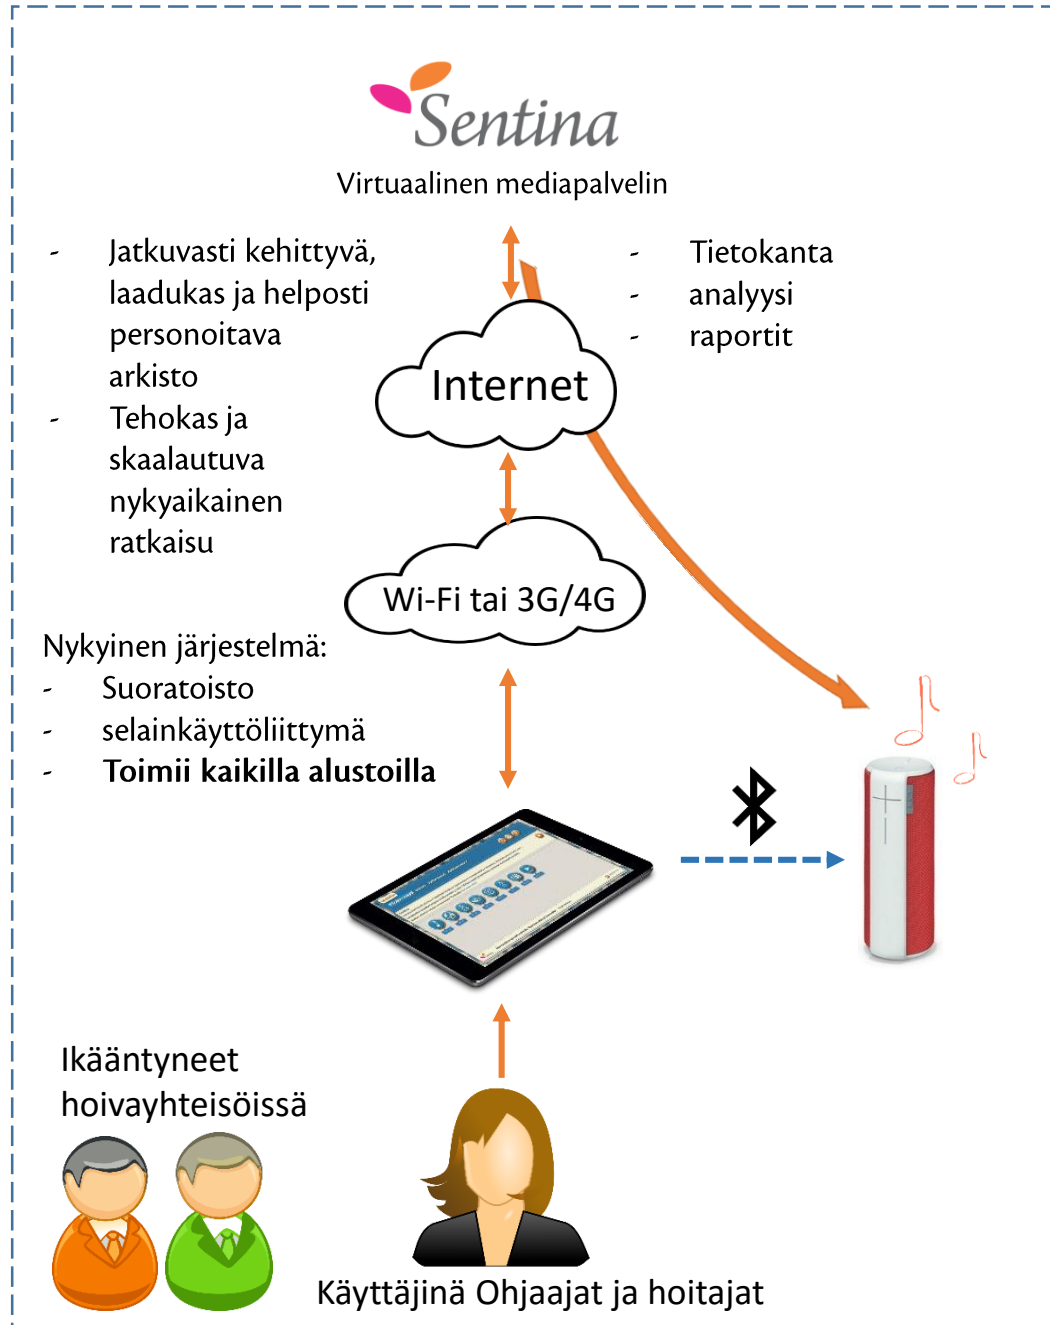 Sentina
Virtuaalinen mediapalvelin
- Jatkuvasti kehittyvä,
laadukas ja helposti
personoitava
arkisto
- Tehokas ja
skaalautuva
nykyaikainen
ratkaisu
- Tietokanta
- analyysi
- raportit
Internet
Wi-Fi tai 3G/4G
Nykyinen järjestelmä:
- Suoratoisto
- selainkäyttöliittymä
- Toimii kaikilla alustoilla
Ikääntyneet
hoivayhteisöissä
Käyttäjinä Ohjaajat ja hoitajat